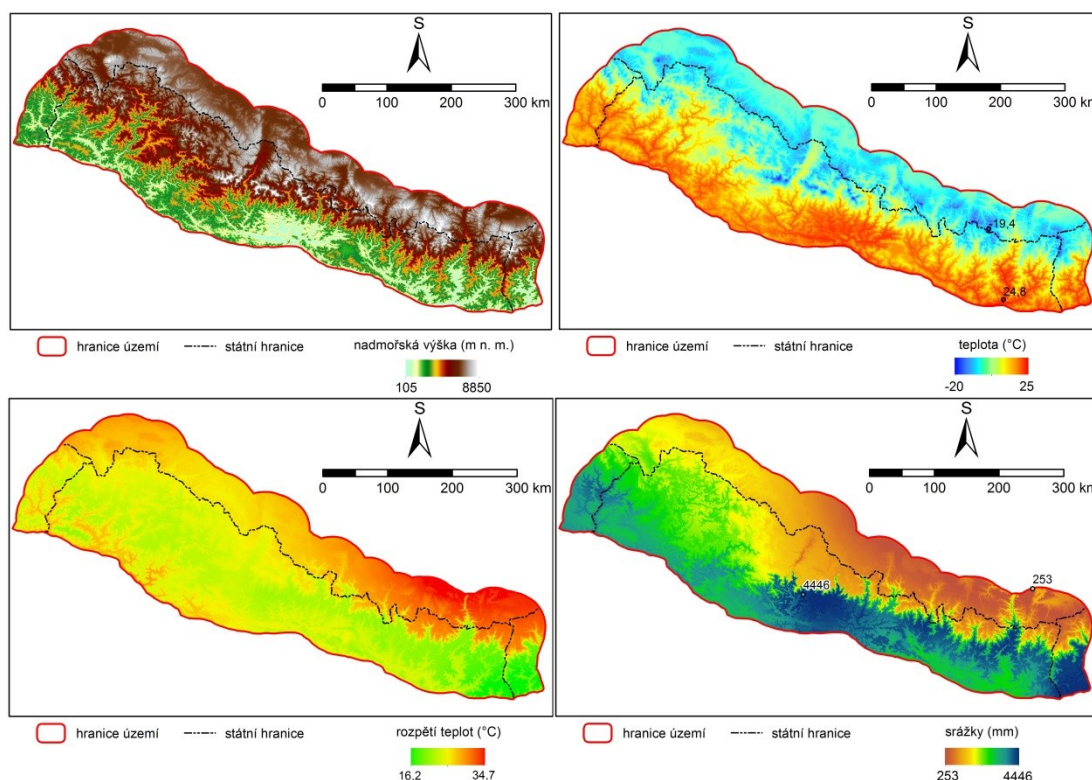 S
0 100 200 300 km
hranice území státní hranice nadmořská výška (m n. m.)
105 8850
S
0 100 200 300 km
19,4
24,8
hranice území státní hranice teplota (°C)
-20 25
S
0 100 200 300 km
hranice území státní hranice rozpětí teplot (°C)
16.2 34.7
S
0 100 200 300 km
4446
253
hranice území státní hranice srážky (mm)
253 4446